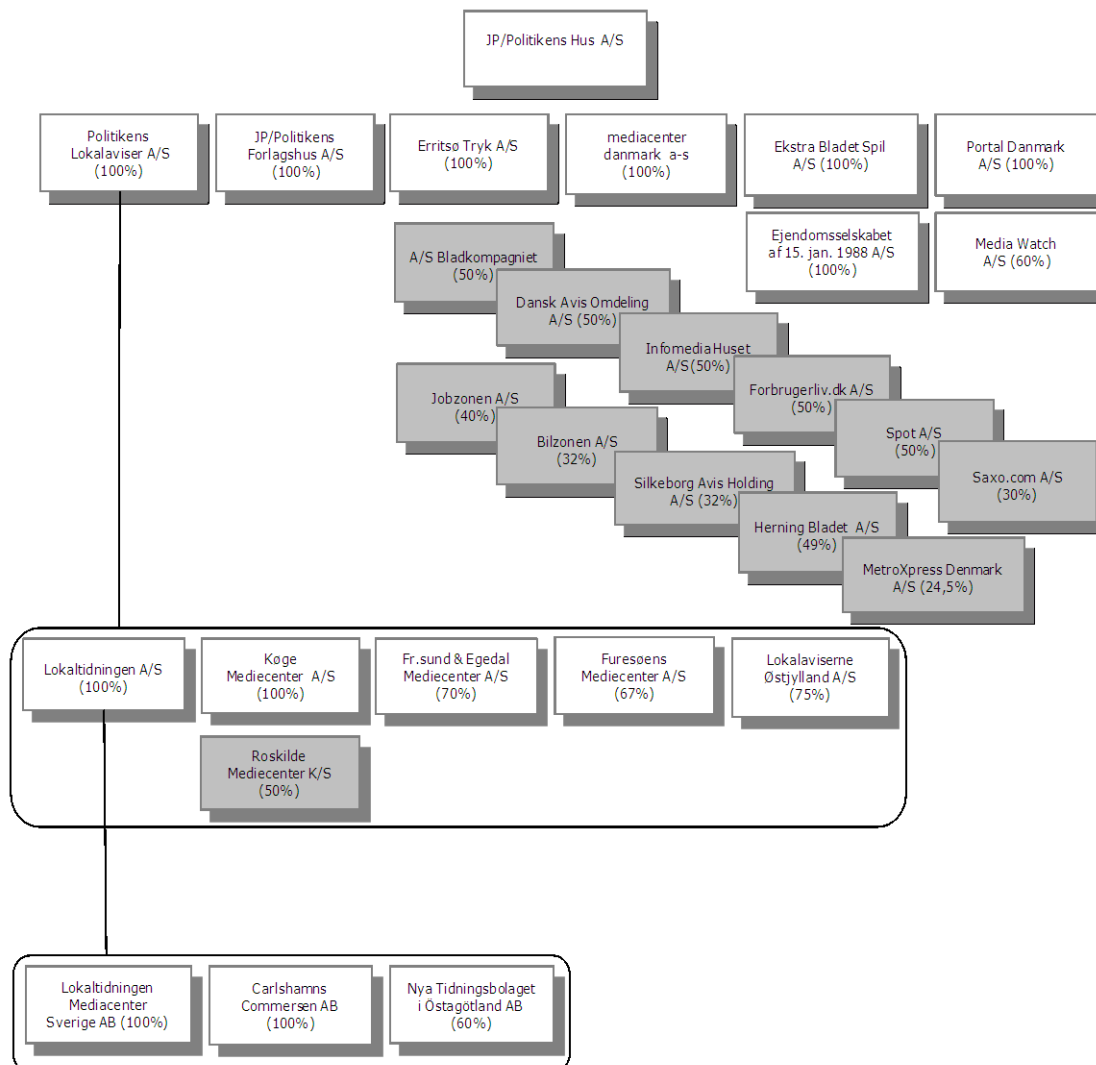 JP/Politikens Hus A/S
Politikens
Lokalaviser A/S
(100%)
JP/Politikens
Forlagshus A/S
(100%)
Erritsø Tryk A/S
(100%)
mediacenter
danmark a-s
(100%)
Ekstra Bladet Spil
A/S (100%)
Portal Danmark
A/S (100%)
Ejendomsselskabet
af 15. jan. 1988 A/S
(100%)
Media Watch
A/S (60%)
A/S Bladkompagniet
(50%)
Dansk Avis Omdeling
A/S (50%)
Infomedia Huset
A/S (50%)
Forbrugerliv.dk A/S
(50%)
Spot A/S
(50%)
Saxo.com A/S
(30%)
Jobzonen A/S
(40%)
Bilzonen A/S
(32%)
Silkeborg Avis Holding
A/S (32%)
Herning Bladet A/S
(49%)
MetroXpress Denmark
A/S (24,5%)
Lokaltidningen A/S
(100%)
Køge
Mediecenter A/S
(100%)
Fr.sund & Egedal
Mediecenter A/S
(70%)
Furesøens
Mediecenter A/S
(67%)
Lokalaviserne
Østjylland A/S
(75%)
Roskilde
Mediecenter K/S
(50%)
Lokaltidningen
Mediacenter
Sverige AB (100%)
Carlshamns
Commersen AB
(100%)
Nya Tidningsbolaget
i Östagötland AB
(60%)